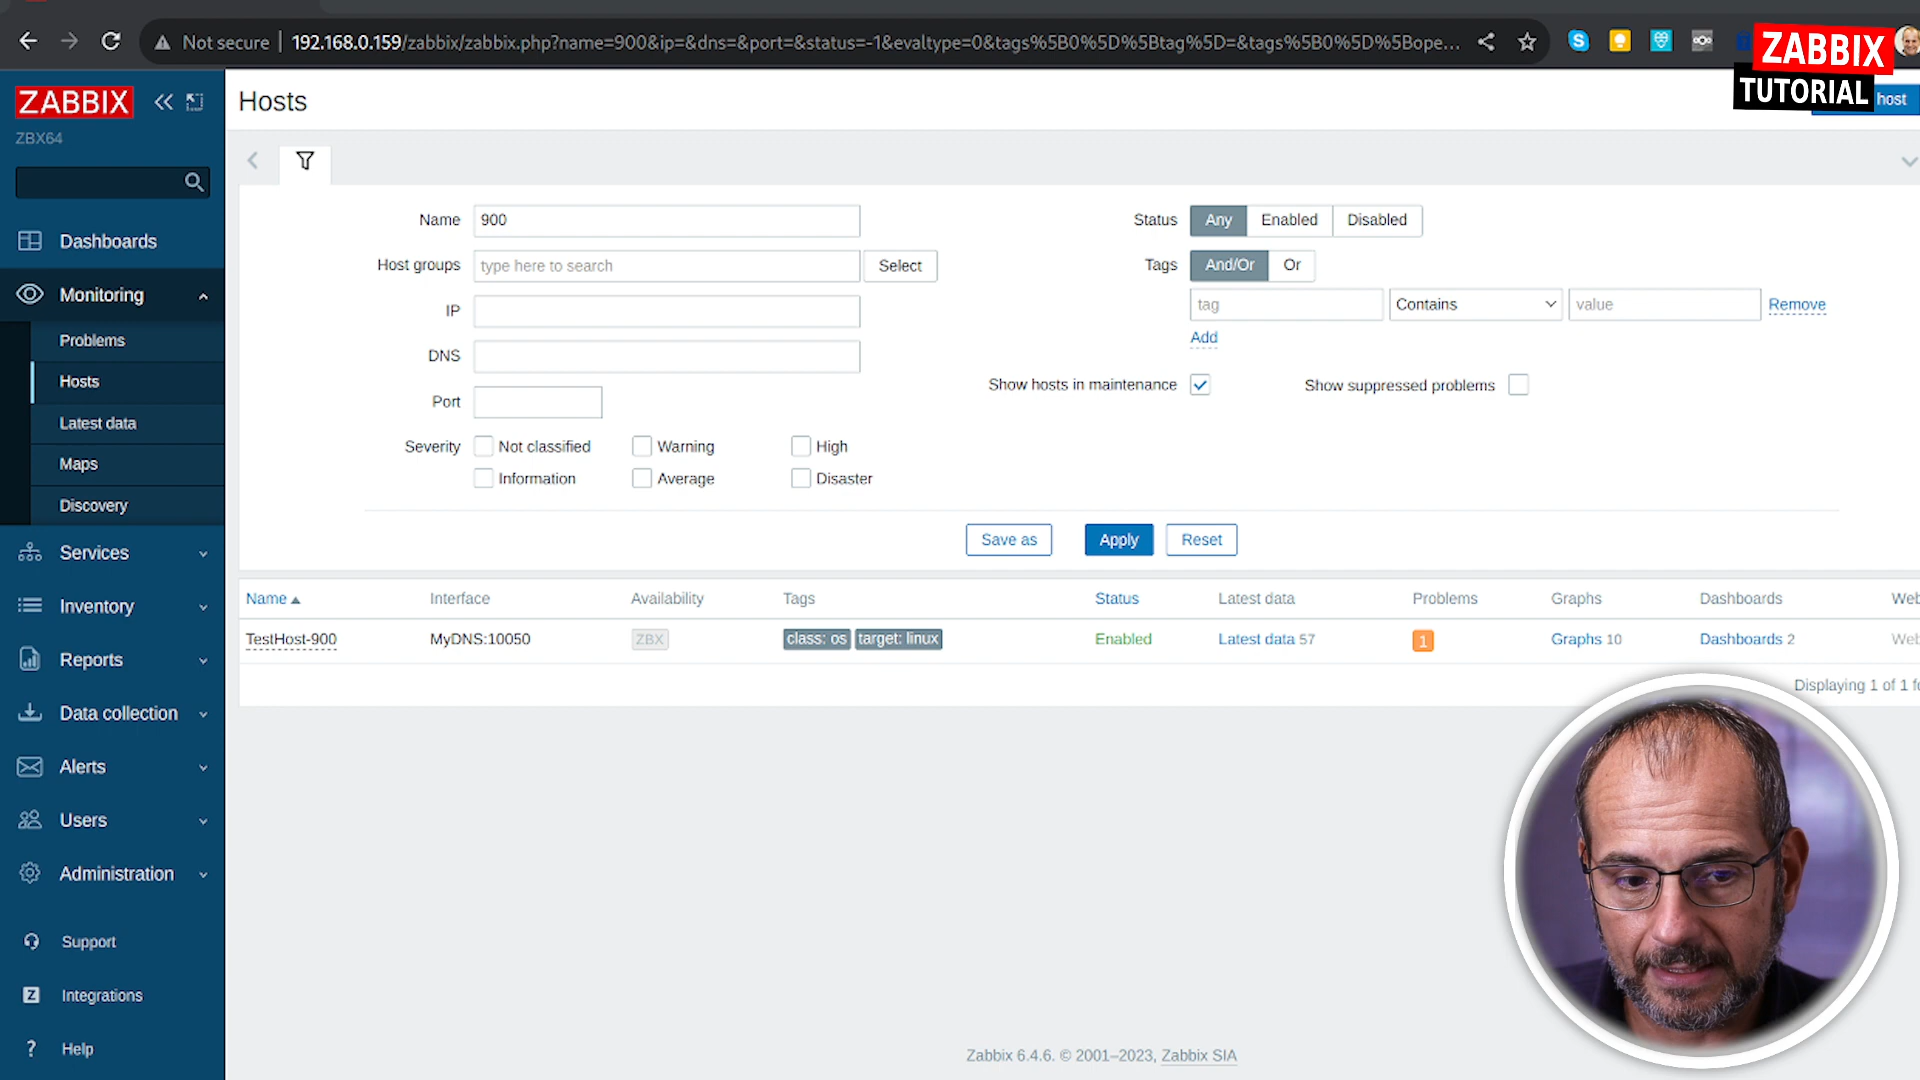 Not secure
192.168.0.159/zabbix/zabbix.php?name=900&ip=&dns=&port=&status=-1&evaltype=0&tags%5B0%5D%5Btag%5D=&tags%5B0%5D%5Bope...
ZABBIX
TUTORIAL
ZABBIX
ZBX64
Hosts
host
Dashboards
Monitoring
Problems
Hosts
Latest data
Maps
Discovery
Services
Inventory
Reports
Data collection
Alerts
Users
Administration
Support
Z Integrations
? Help
Name 900
Host groups type here to search Select
IP
DNS
Port
Severity Not classified Warning High
Information Average Disaster
Status Any Enabled Disabled
Tags And/Or Or
tag Contains value Remove
Add
Show hosts in maintenance Show suppressed problems
Save as Apply Reset
Name Interface Availability Tags Status Latest data Problems Graphs Dashboards Web
TestHost-900 MyDNS:10050 ZBX class: os target: linux Enabled Latest data 57 1 Graphs 10 Dashboards 2 Web
Displaying 1 of 1 fo
Zabbix 6.4.6. © 2001–2023, Zabbix SIA